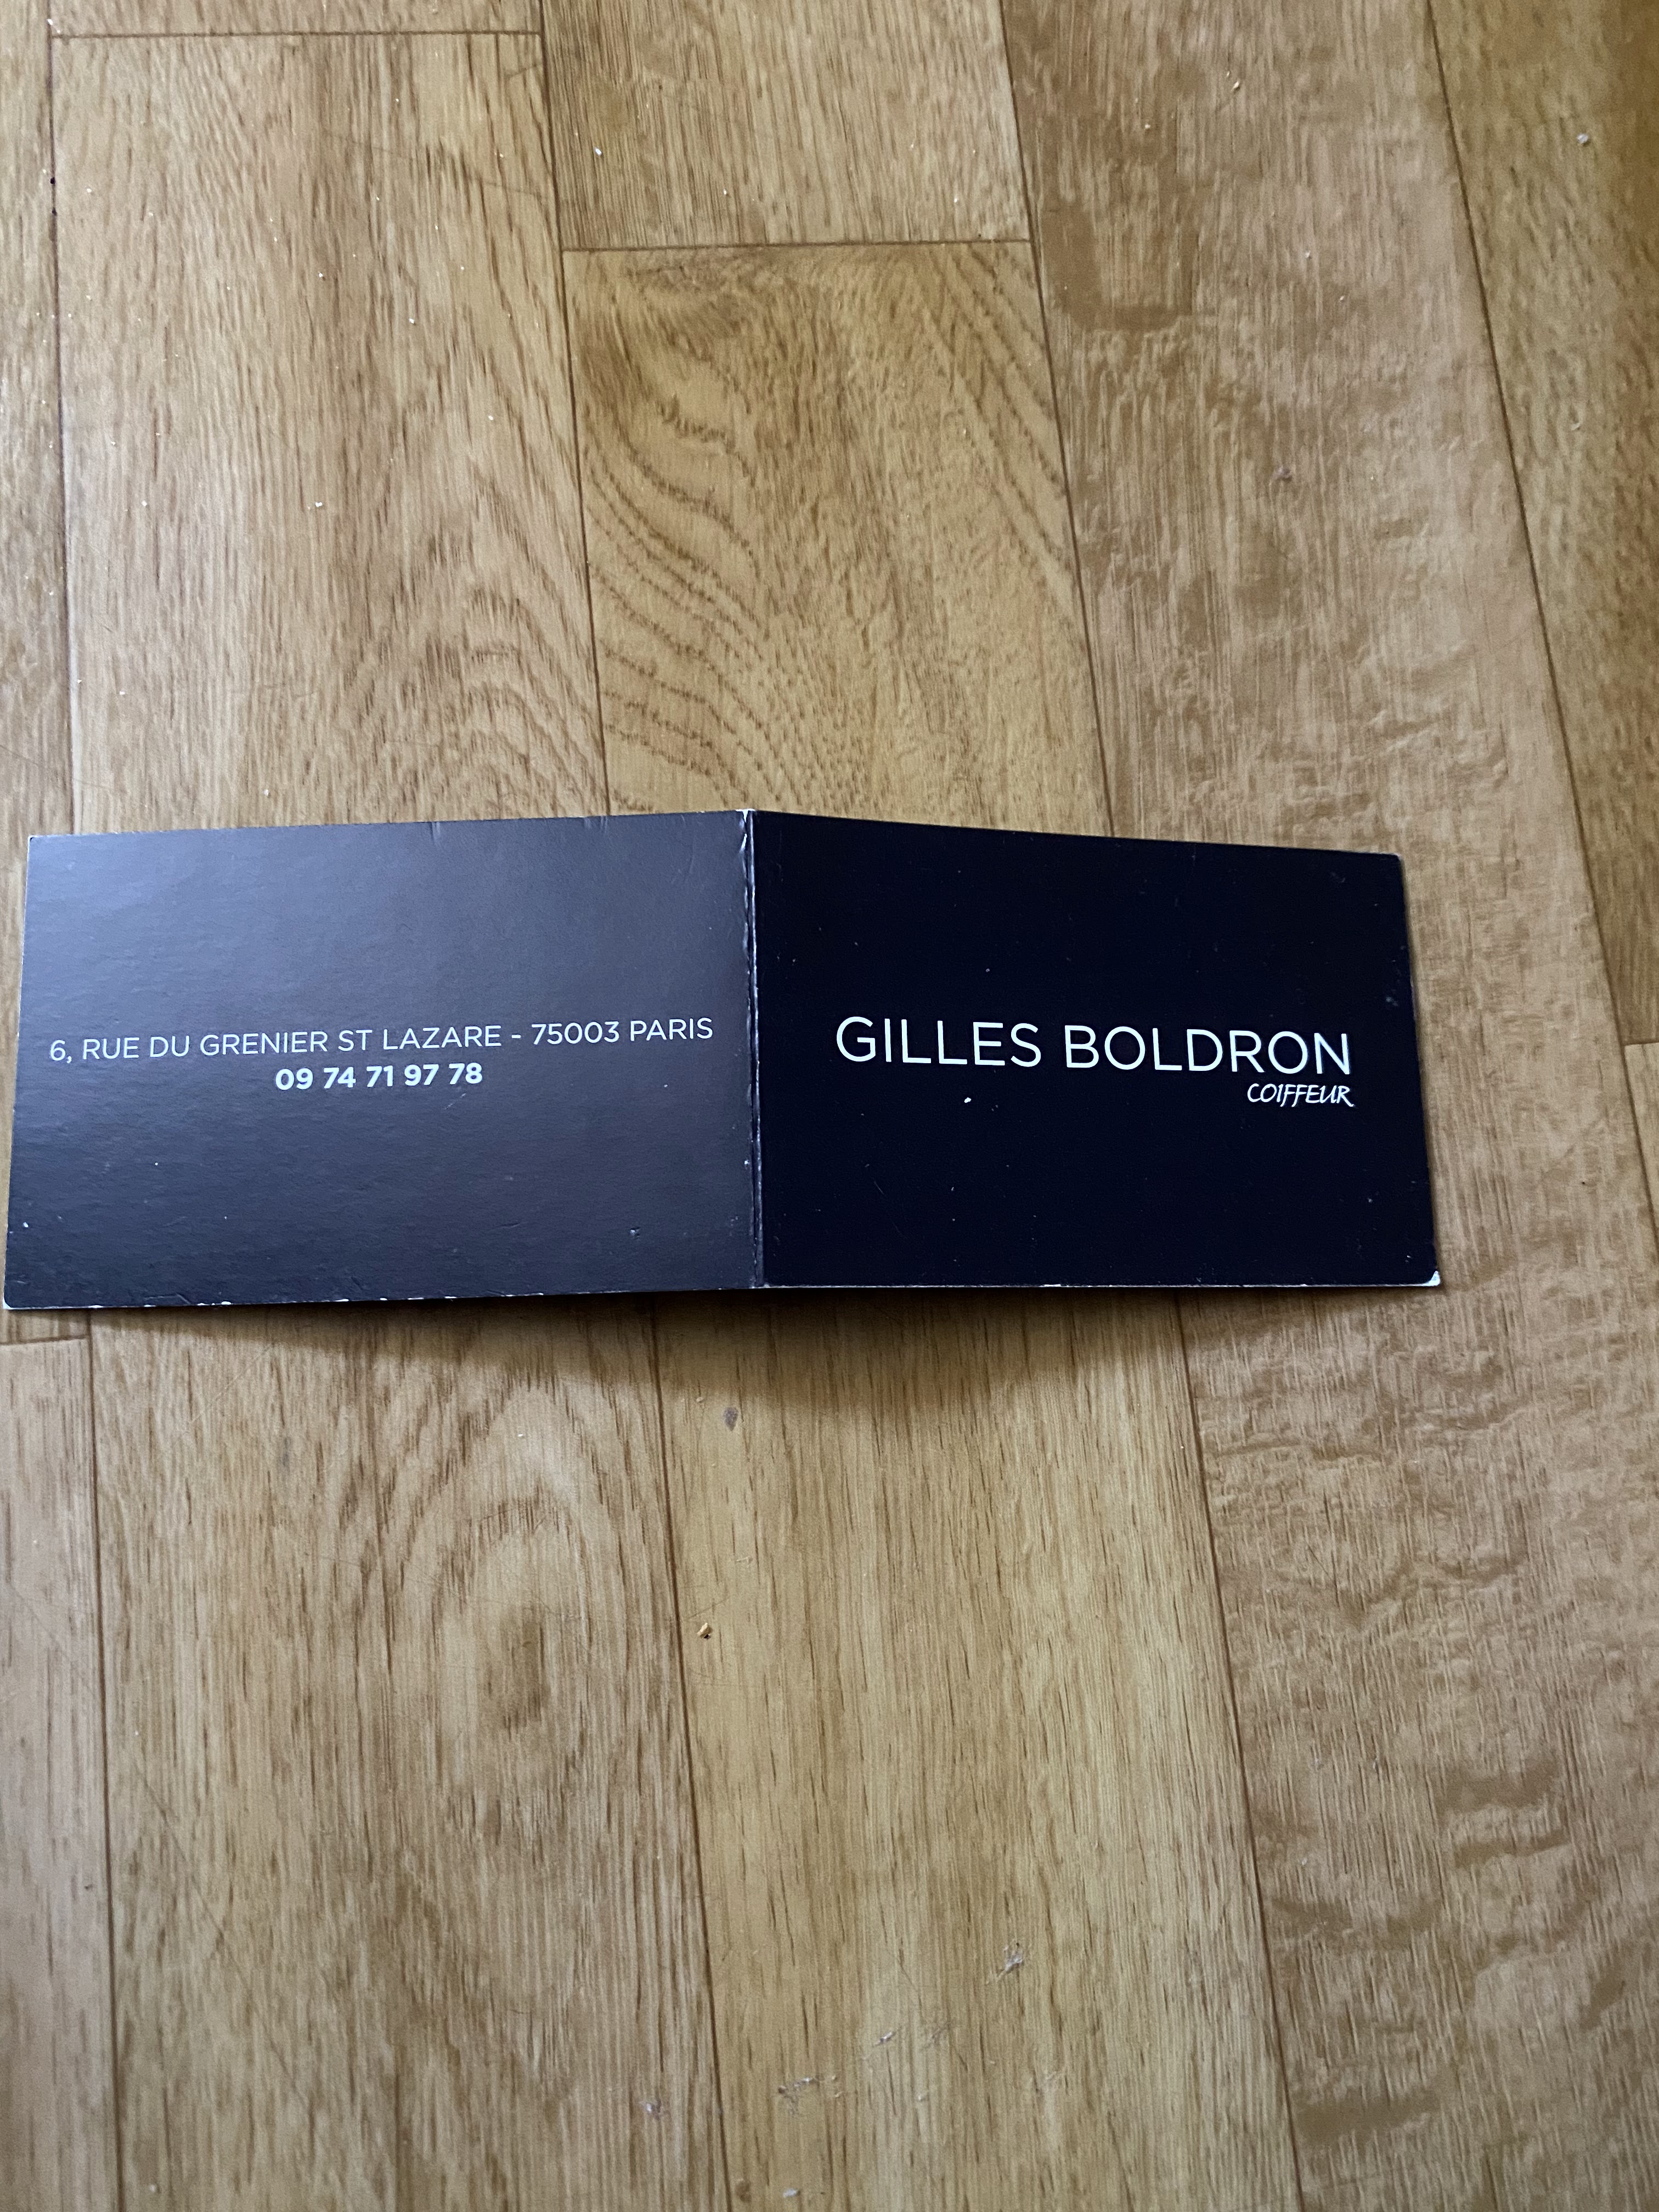 6, RUE DU GRENIER ST LAZARE - 75003 PARIS
09 74 71 97 78
GILLES BOLDRON
COIFFEUR